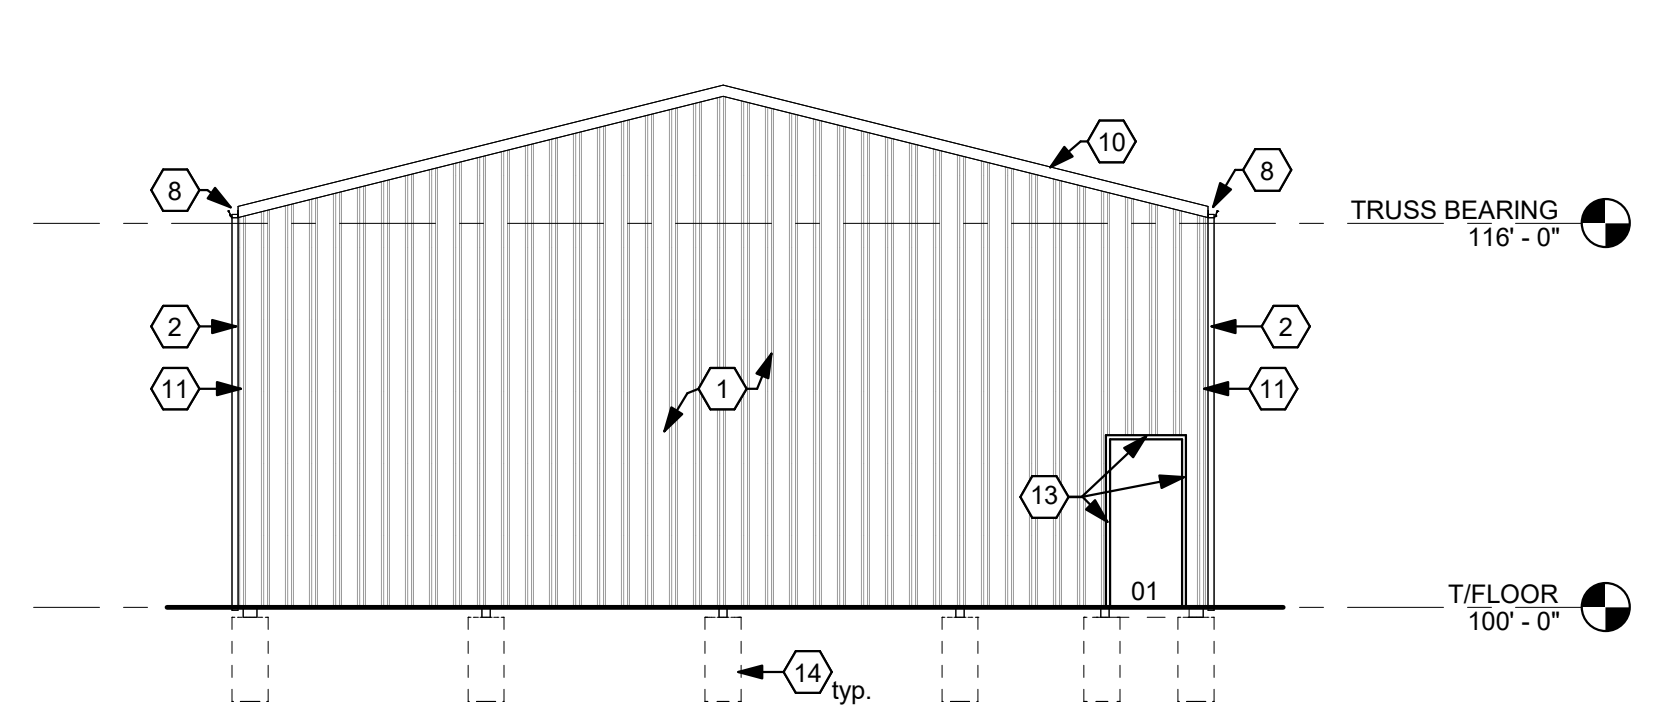 10
8
8
TRUSS BEARING
116' - 0"
2
2
11
1
11
13
01
T/FLOOR
100' - 0"
14 typ.